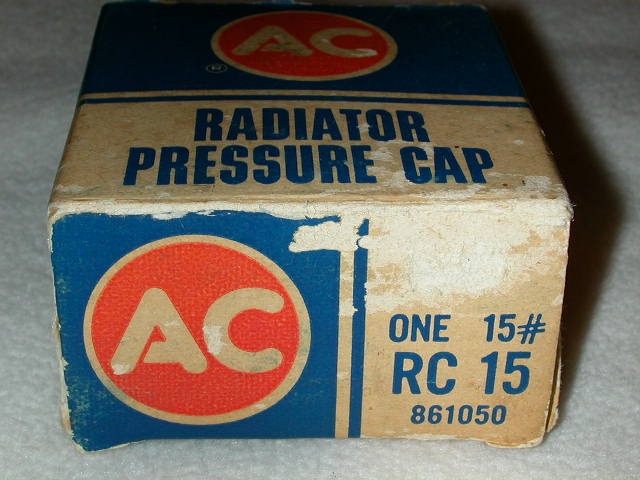 AC
®
RADIATOR
PRESSURE CAP
AC
ONE 15#
RC 15
861050